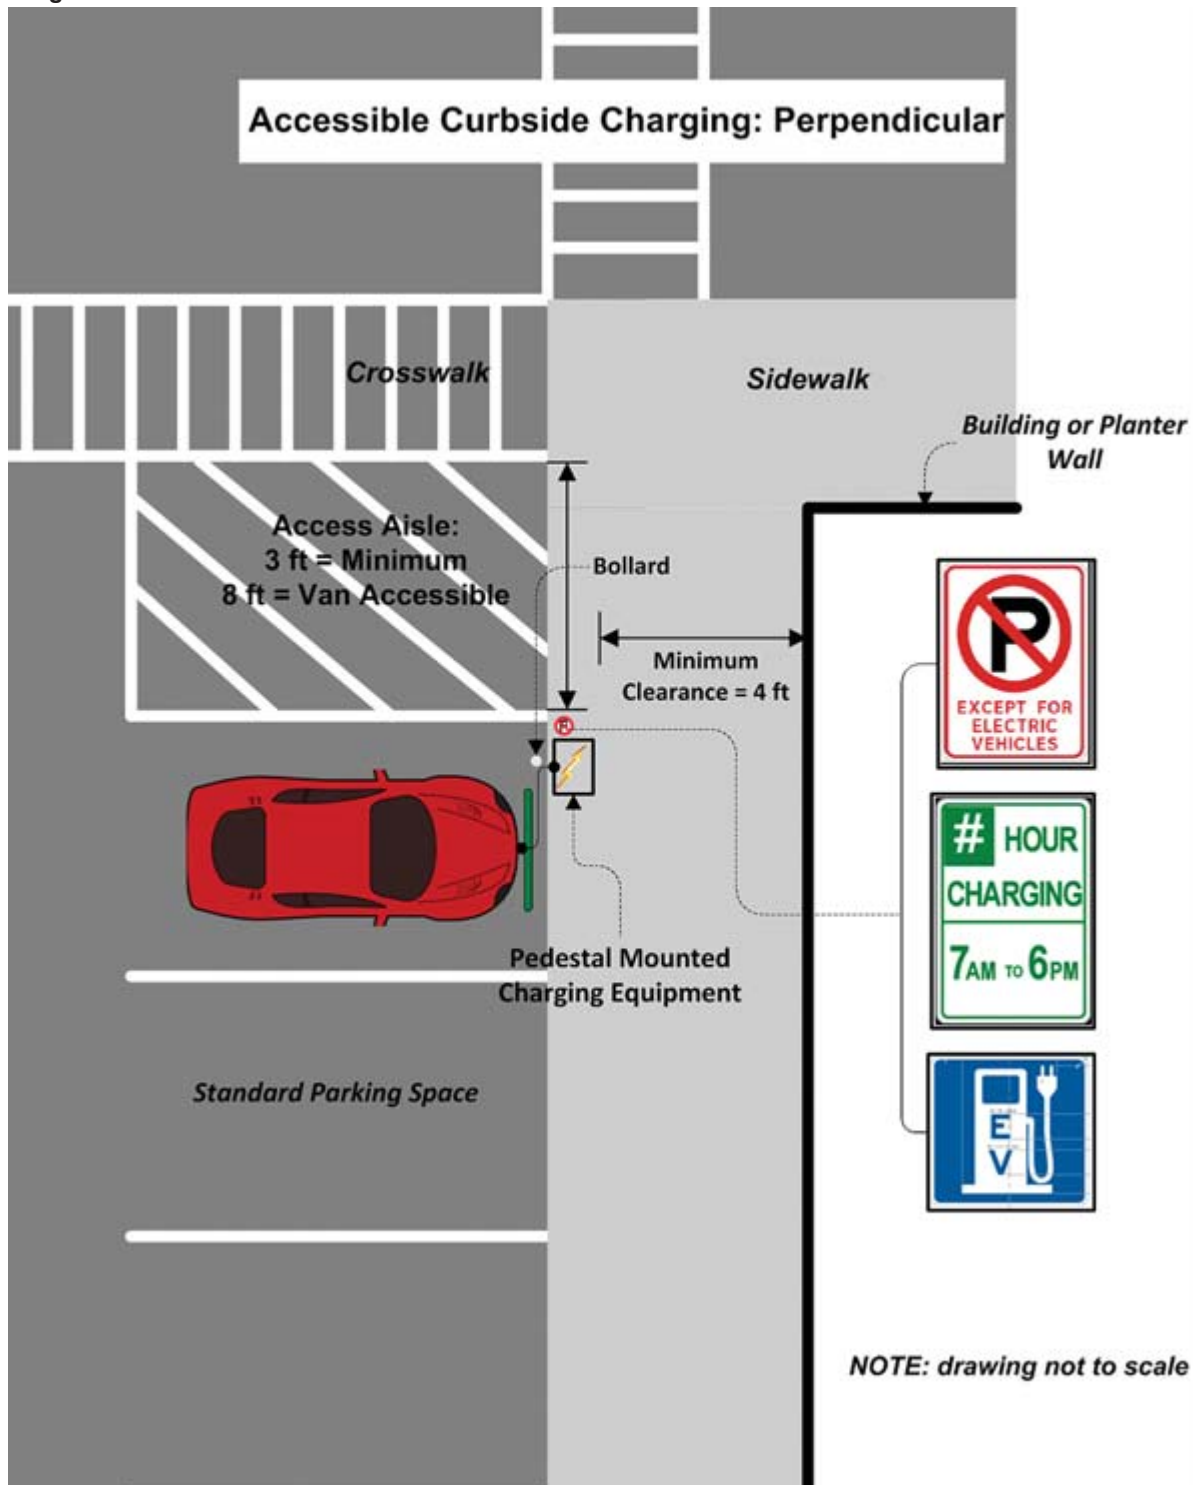 Accessible Curbside Charging: Perpendicular
Crosswalk
Sidewalk
Building or Planter
Wall
Access Aisle:
3 ft = Minimum
8 ft = Van Accessible
Bollard
Minimum
Clearance = 4 ft
P
EXCEPT FOR
ELECTRIC
VEHICLES
P
# HOUR
CHARGING
7AM TO 6PM
Pedestal Mounted
Charging Equipment
E
V
Standard Parking Space
NOTE: drawing not to scale